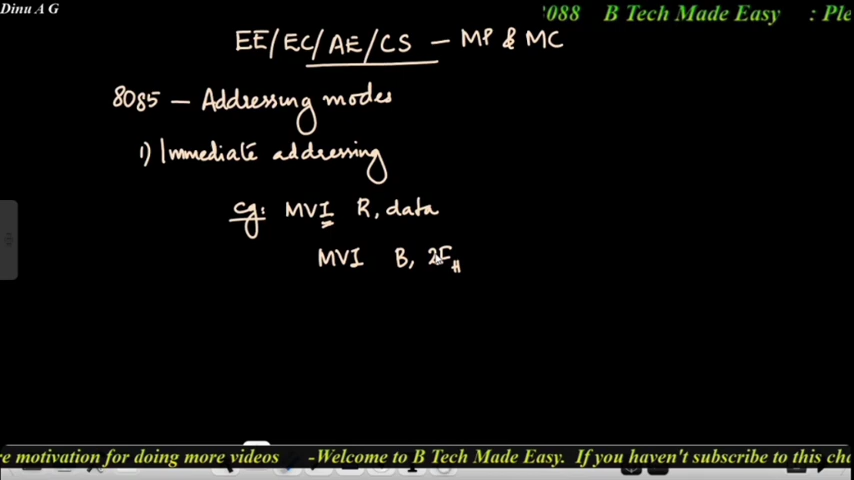 Dinu A G
:088 B Tech Made Easy : Ple
EE/EC/AE/CS - MP & MC
8085 - Addressing modes
1) Immediate addressing
eg: MVI R, data
MVI B,
re motivation for doing more videos -Welcome to B Tech Made Easy. If you haven't subscribe to this cha